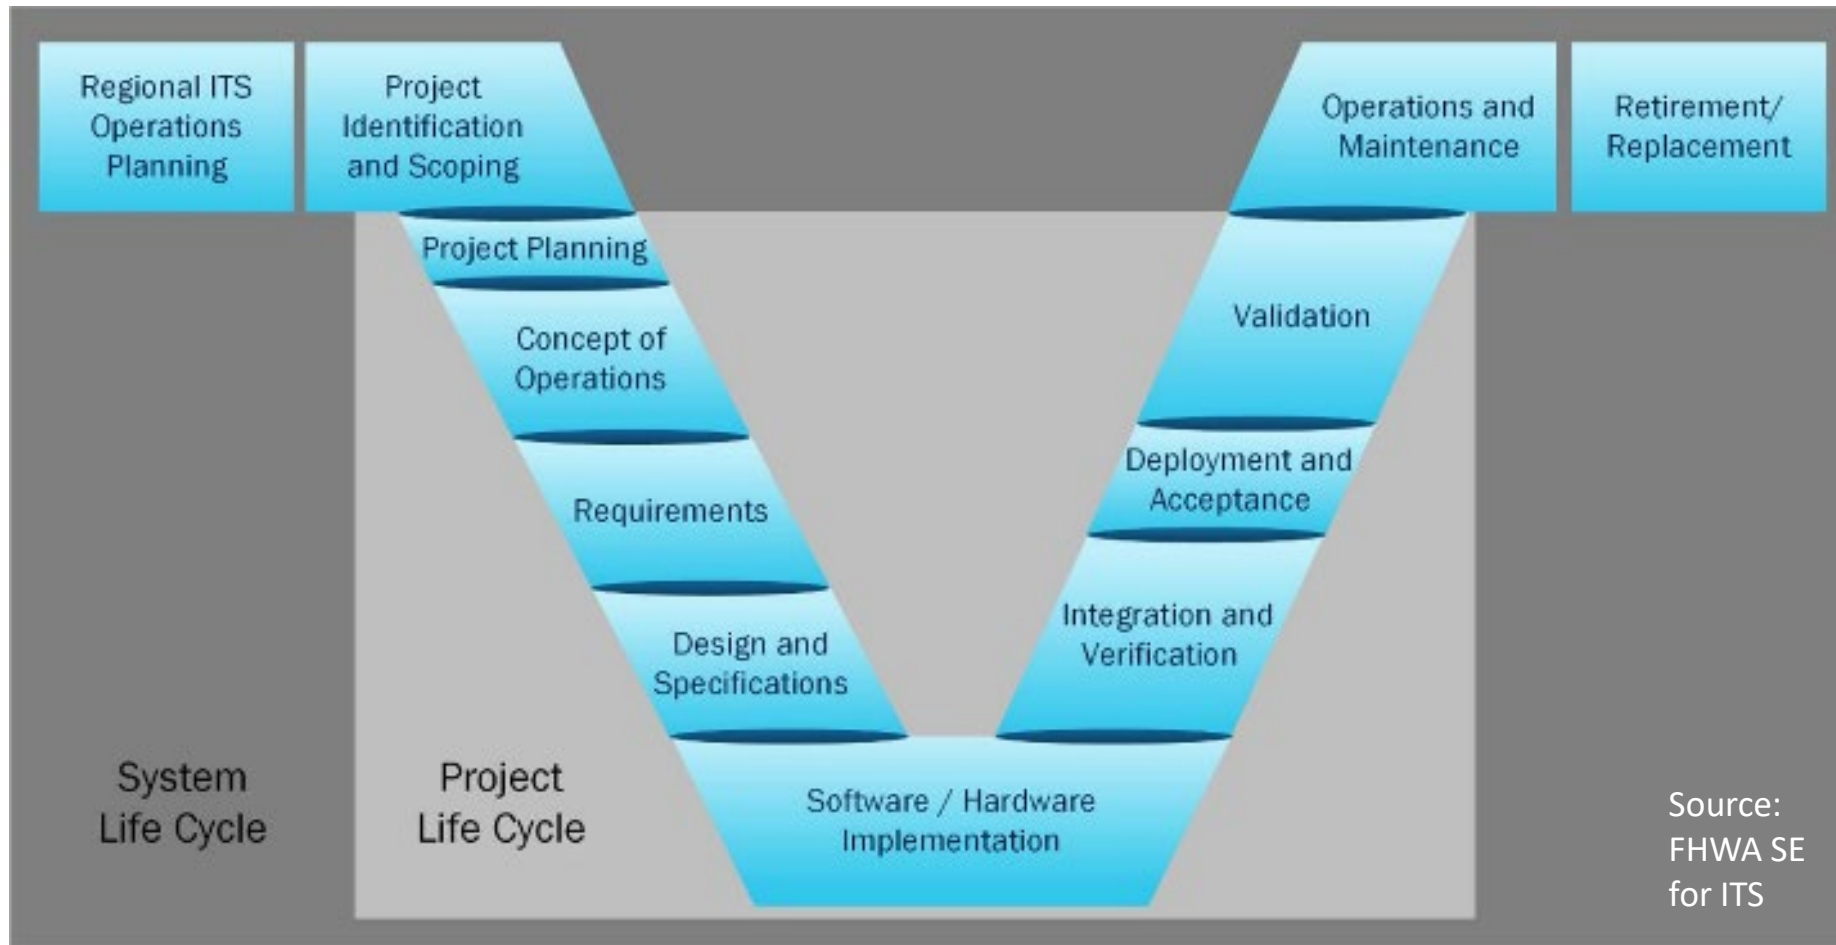 Regional ITS
Operations
Planning
Project
Identification
and Scoping
Project Planning
Concept of
Operations
Requirements
Design and
Specifications
Software / Hardware
Implementation
Integration and
Verification
Deployment and
Acceptance
Validation
Operations and
Maintenance
Retirement/
Replacement
System
Life Cycle
Project
Life Cycle
Source:
FHWA SE
for ITS